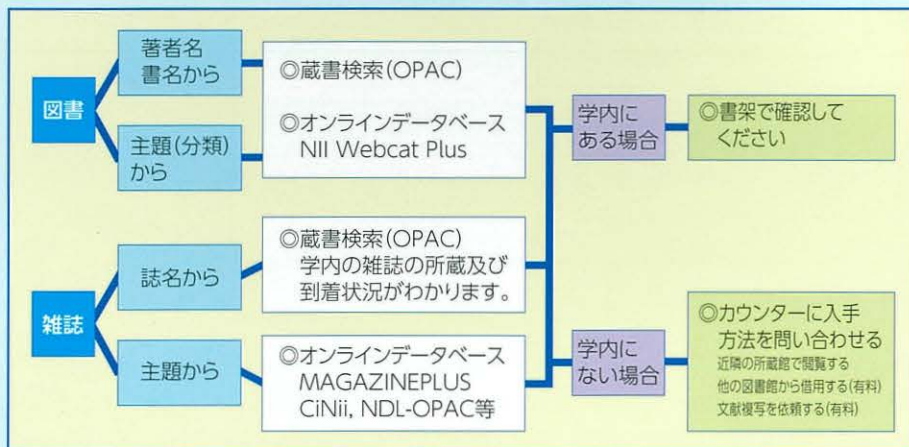 図書
著者名
書名から
主題(分類)
から
◎蔵書検索(OPAC)
◎オンラインデータベース
NII Webcat Plus
雑誌
誌名から
主題から
◎蔵書検索(OPAC)
学内の雑誌の所蔵及び
到着状況がわかります。
◎オンラインデータベース
MAGAZINEPLUS
CiNii, NDL-OPAC等
学内に
ある場合
◎書架で確認して
ください
学内に
ない場合
◎カウンターに入手
方法を問い合わせる
近隣の所蔵館で閲覧する
他の図書館から借用する(有料)
文献複写を依頼する(有料)